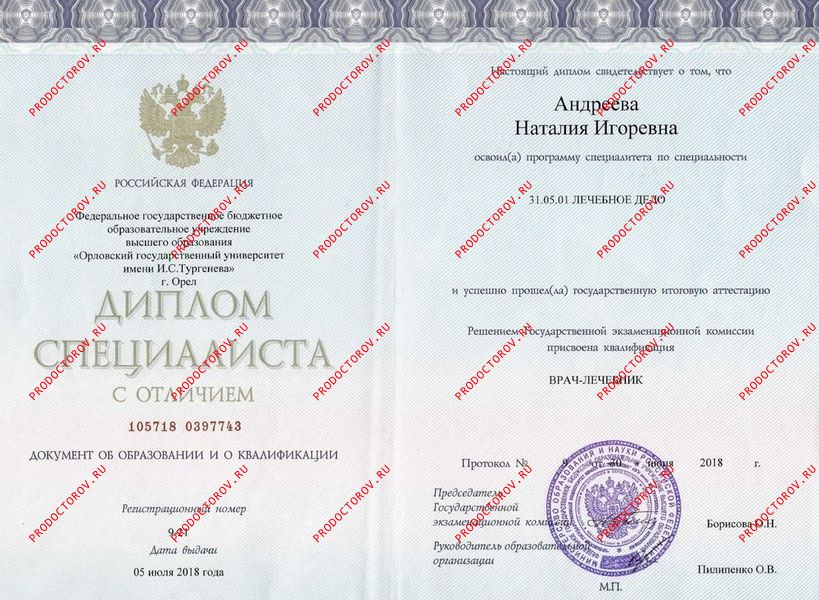 РОССИЙСКАЯ ФЕДЕРАЦИЯ
Федеральное государственное бюджетное
образовательное учреждение
высшего образования
«Орловский государственный университет
имени И.С.Тургенева»
г. Орел
ДИПЛОМ
СПЕЦИАЛИСТА
С ОТЛИЧИЕМ
105718 0397743
ДОКУМЕНТ ОБ ОБРАЗОВАНИИ И О КВАЛИФИКАЦИИ
Регистрационный номер
Дата выдачи
05 июля 2018 года
Настоящий диплом свидетельствует о том, что
Андреева
Наталия Игоревна
освоил(а) программу специалитета по специальности
31.05.01 ЛЕЧЕБНОЕ ДЕЛО
и успешно прошел(ла) государственную итоговую аттестацию
Решением Государственной экзаменационной комиссии
присвоена квалификация
ВРАЧ-ЛЕЧЕБНИК
Протокол № 9 от 20 июня 2018 г.
Председатель
Государственной
экзаменационной комиссии
Борисова О.Н.
Руководитель образовательной
организации
Пилипенко О.В.
М.П.
МИНИСТЕРСТВО ОБРАЗОВАНИЯ И НАУКИ РОССИЙСКОЙ ФЕДЕРАЦИИ
PRODOCTOROV.RU